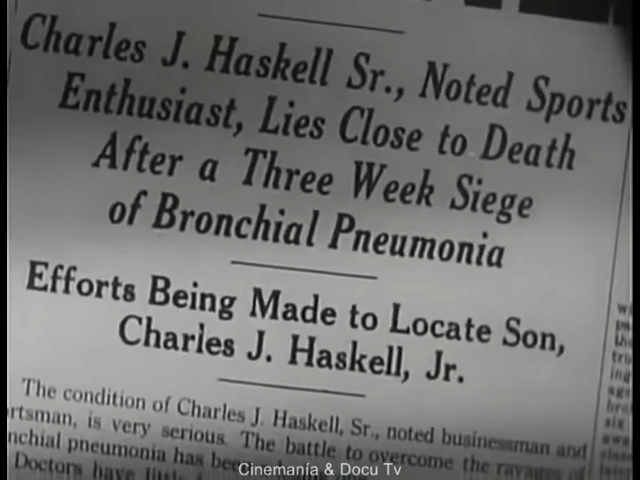 Charles J. Haskell Sr., Noted Sports
Enthusiast, Lies Close to Death
After a Three Week Siege
of Bronchial Pneumonia
Efforts Being Made to Locate Son,
Charles J. Haskell, Jr.
The condition of Charles J. Haskell, Sr., noted businessman and
rtsman, is very serious. The battle to overcome the ravages of
nchial pneumonia has bee
Doctors have
Cinemanía & Docu Tv